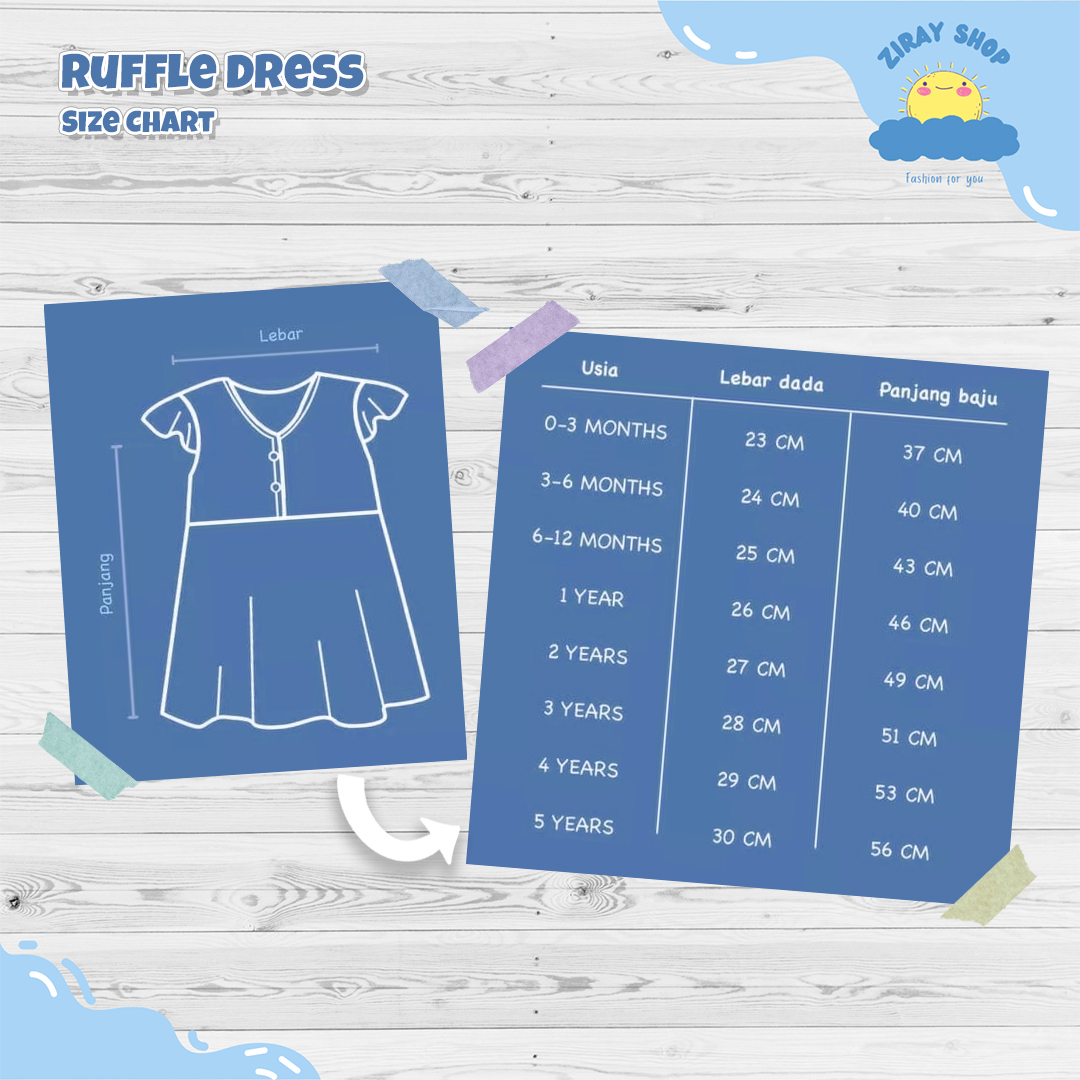 RUFFLE DRESS
SIZE CHART
ZIRAY SHOP
Fashion for you
Lebar
Panjang
Usia Lebar dada Panjang baju
0-3 MONTHS 23 CM 37 CM
3-6 MONTHS 24 CM 40 CM
6-12 MONTHS 25 CM 43 CM
1 YEAR 26 CM 46 CM
2 YEARS 27 CM 49 CM
3 YEARS 28 CM 51 CM
4 YEARS 29 CM 53 CM
5 YEARS 30 CM 56 CM